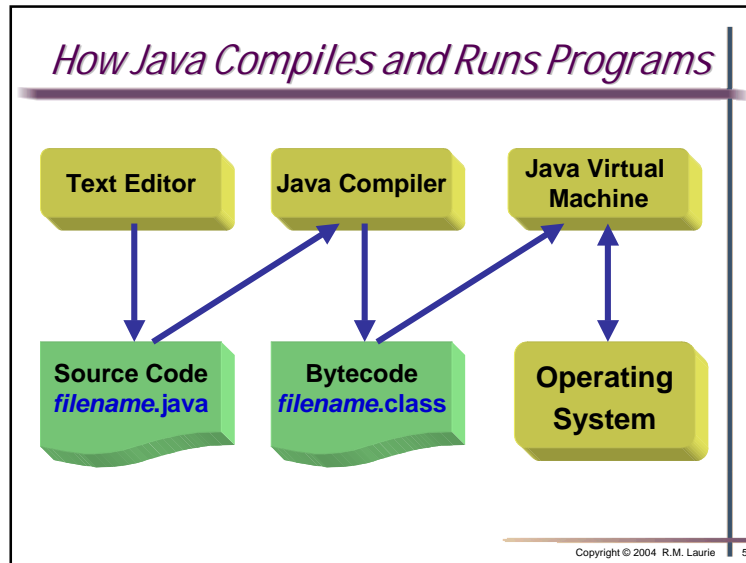 How Java Compiles and Runs Programs
Text Editor
Java Compiler
Java Virtual
Machine
Source Code
filename.java
Bytecode
filename.class
Operating
System
Copyright © 2004 R.M. Laurie 5